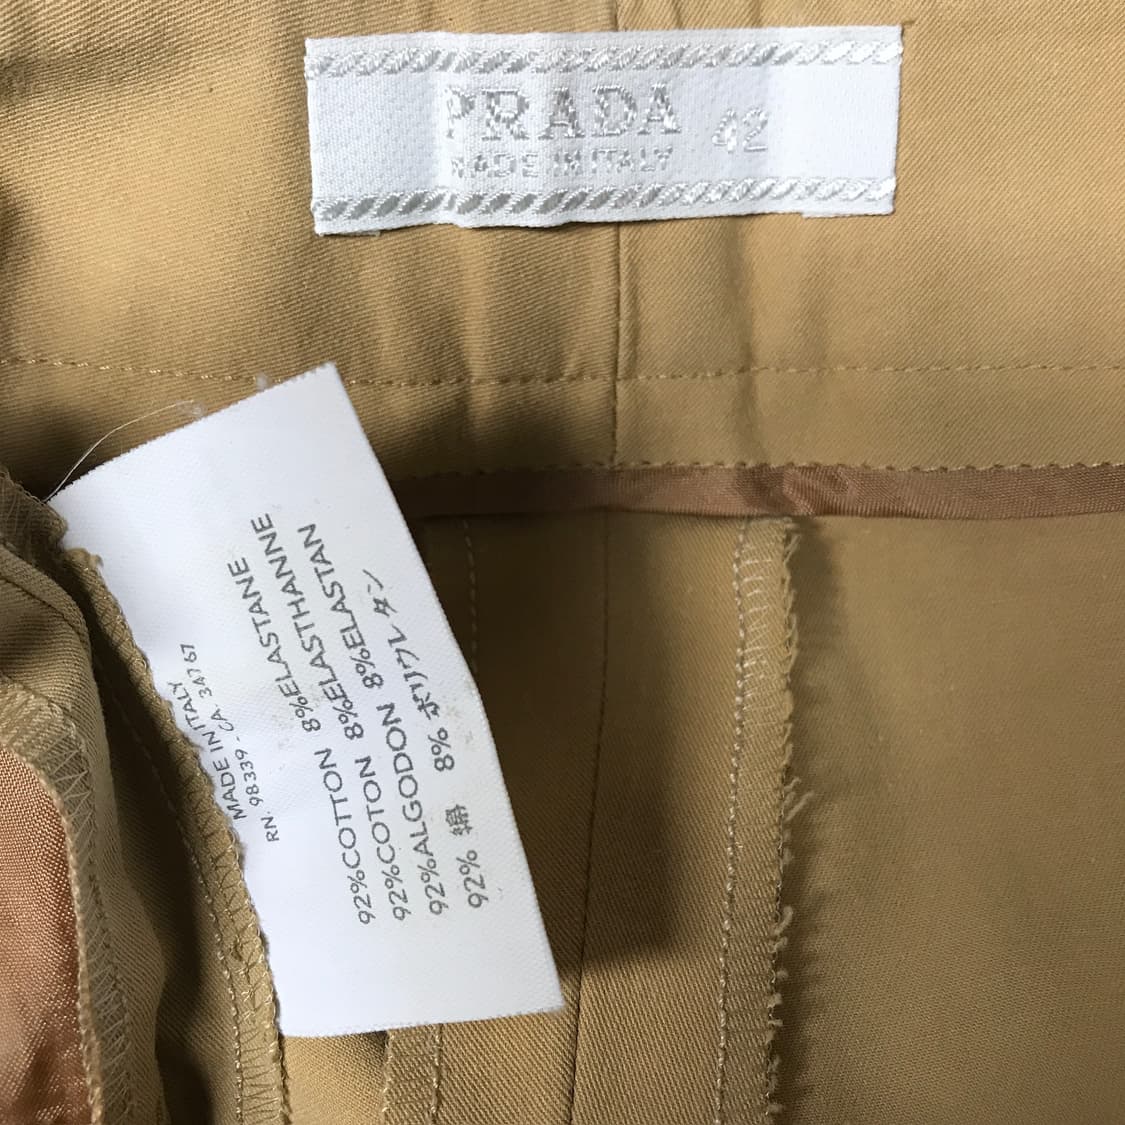 PRADA 42
MADE IN ITALY
MADE IN ITALY
RN. 98339 - CA. 34767
92%COTTON 8%ELASTANE
92%COTON 8%ELASTHANNE
92%ALGODON 8%ELASTAN
92% 綿 8% ポリウレタン